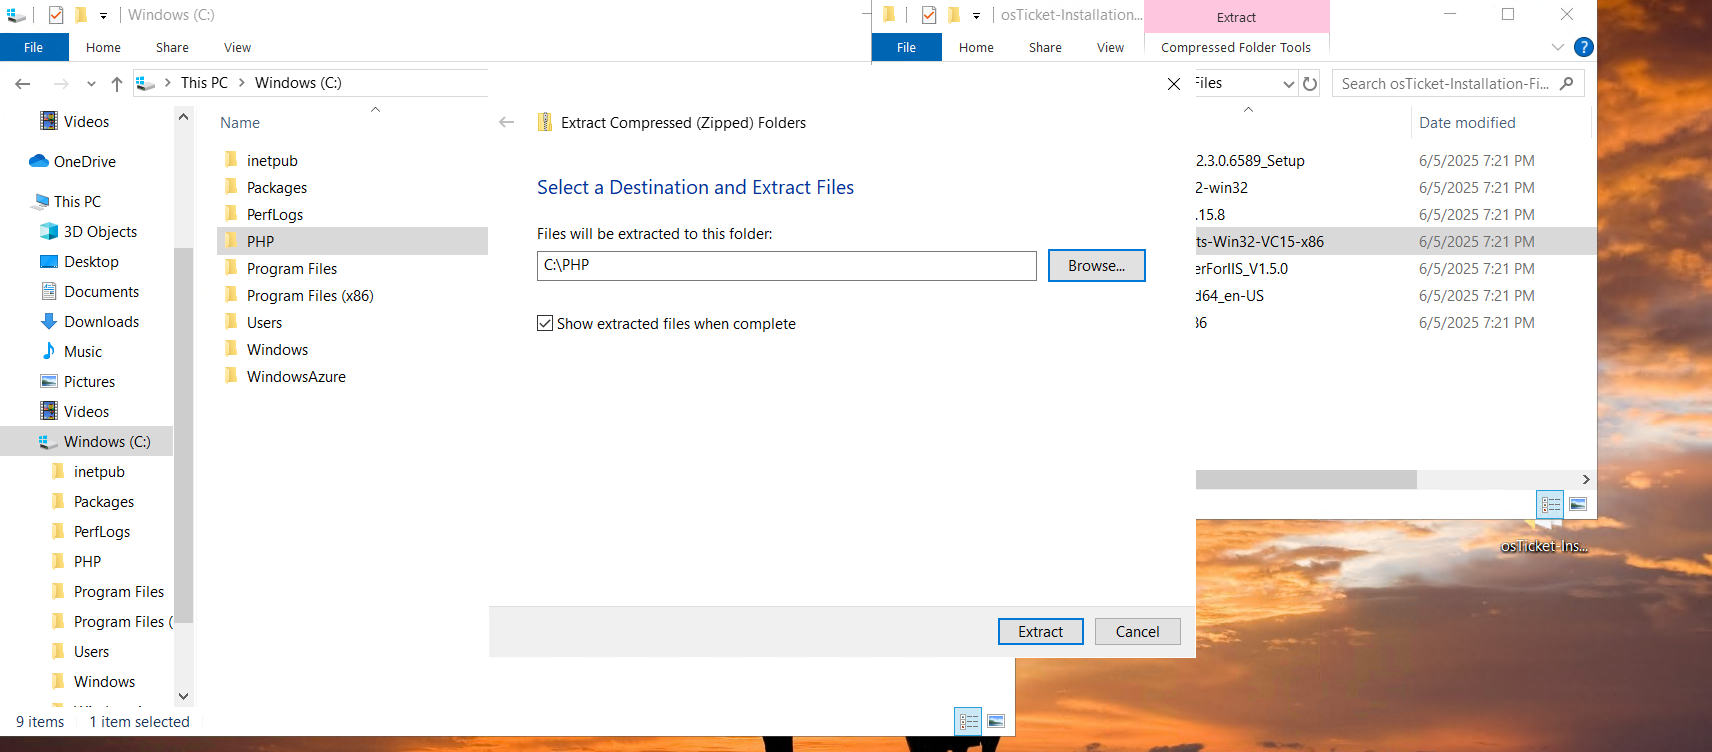 Windows (C:)
File
Home
Share
View
This PC
Windows (C:)
Videos
OneDrive
This PC
3D Objects
Desktop
Documents
Downloads
Music
Pictures
Videos
Windows (C:)
inetpub
Packages
PerfLogs
PHP
Program Files
Program Files (
Users
Windows
Name
inetpub
Packages
PerfLogs
PHP
Program Files
Program Files (x86)
Users
Windows
WindowsAzure
9 items
1 item selected
Extract Compressed (Zipped) Folders
Select a Destination and Extract Files
Files will be extracted to this folder:
C:\PHP
Browse...
Show extracted files when complete
Extract
Cancel
osTicket-Installation...
Extract
File
Home
Share
View
Compressed Folder Tools
Files
Search osTicket-Installation-Fi...
Date modified
2.3.0.6589_Setup 6/5/2025 7:21 PM
2-win32 6/5/2025 7:21 PM
.15.8 6/5/2025 7:21 PM
ts-Win32-VC15-x86 6/5/2025 7:21 PM
erForIIS_V1.5.0 6/5/2025 7:21 PM
d64_en-US 6/5/2025 7:21 PM
86 6/5/2025 7:21 PM
osTicket-Ins...